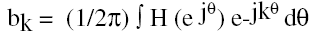 bk = (1/2π) ∫ H (e jθ) e-jkθ dθ